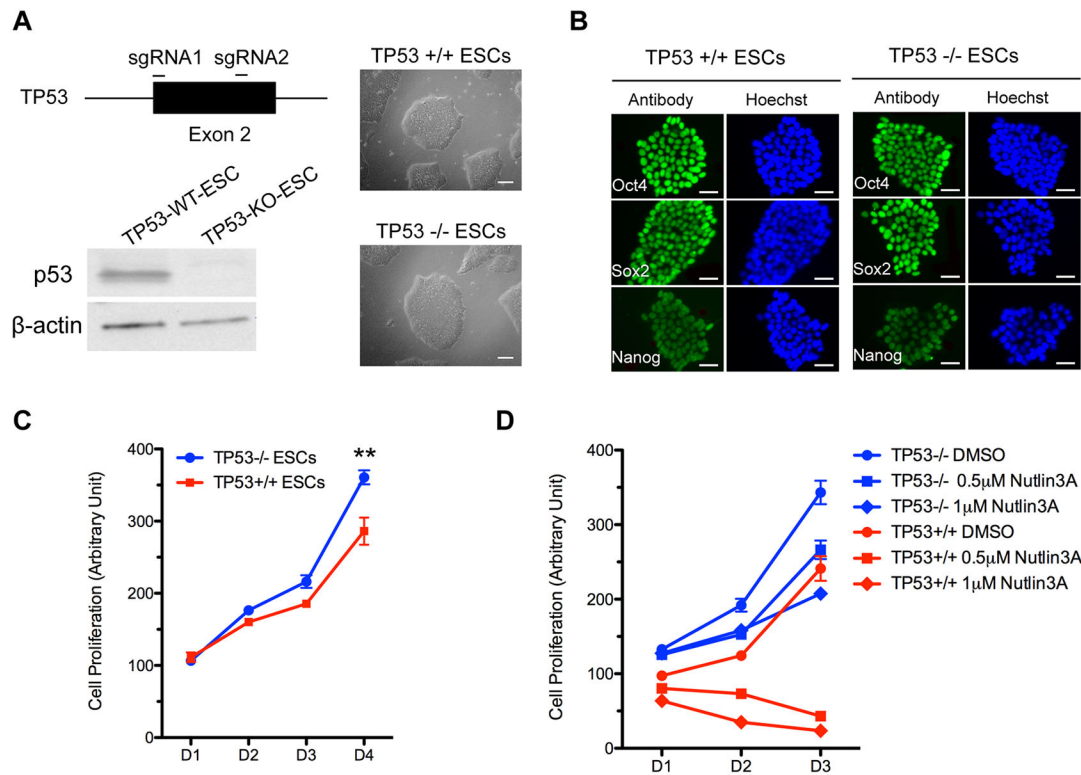 A
sgRNA1 sgRNA2
TP53
Exon 2
TP53-WT-ESC
TP53-KO-ESC
p53
β-actin
TP53 +/+ ESCs
TP53 -/- ESCs
B
TP53 +/+ ESCs
TP53 -/- ESCs
Antibody Hoechst Antibody Hoechst
Oct4 Oct4
Sox2 Sox2
Nanog Nanog
C
Cell Proliferation (Arbitrary Unit)
400
300
200
100
0
D1 D2 D3 D4
TP53-/- ESCs
TP53+/+ ESCs
**
D
Cell Proliferation (Arbitrary Unit)
400
300
200
100
0
D1 D2 D3
TP53-/- DMSO
TP53-/- 0.5μM Nutlin3A
TP53-/- 1μM Nutlin3A
TP53+/+ DMSO
TP53+/+ 0.5μM Nutlin3A
TP53+/+ 1μM Nutlin3A